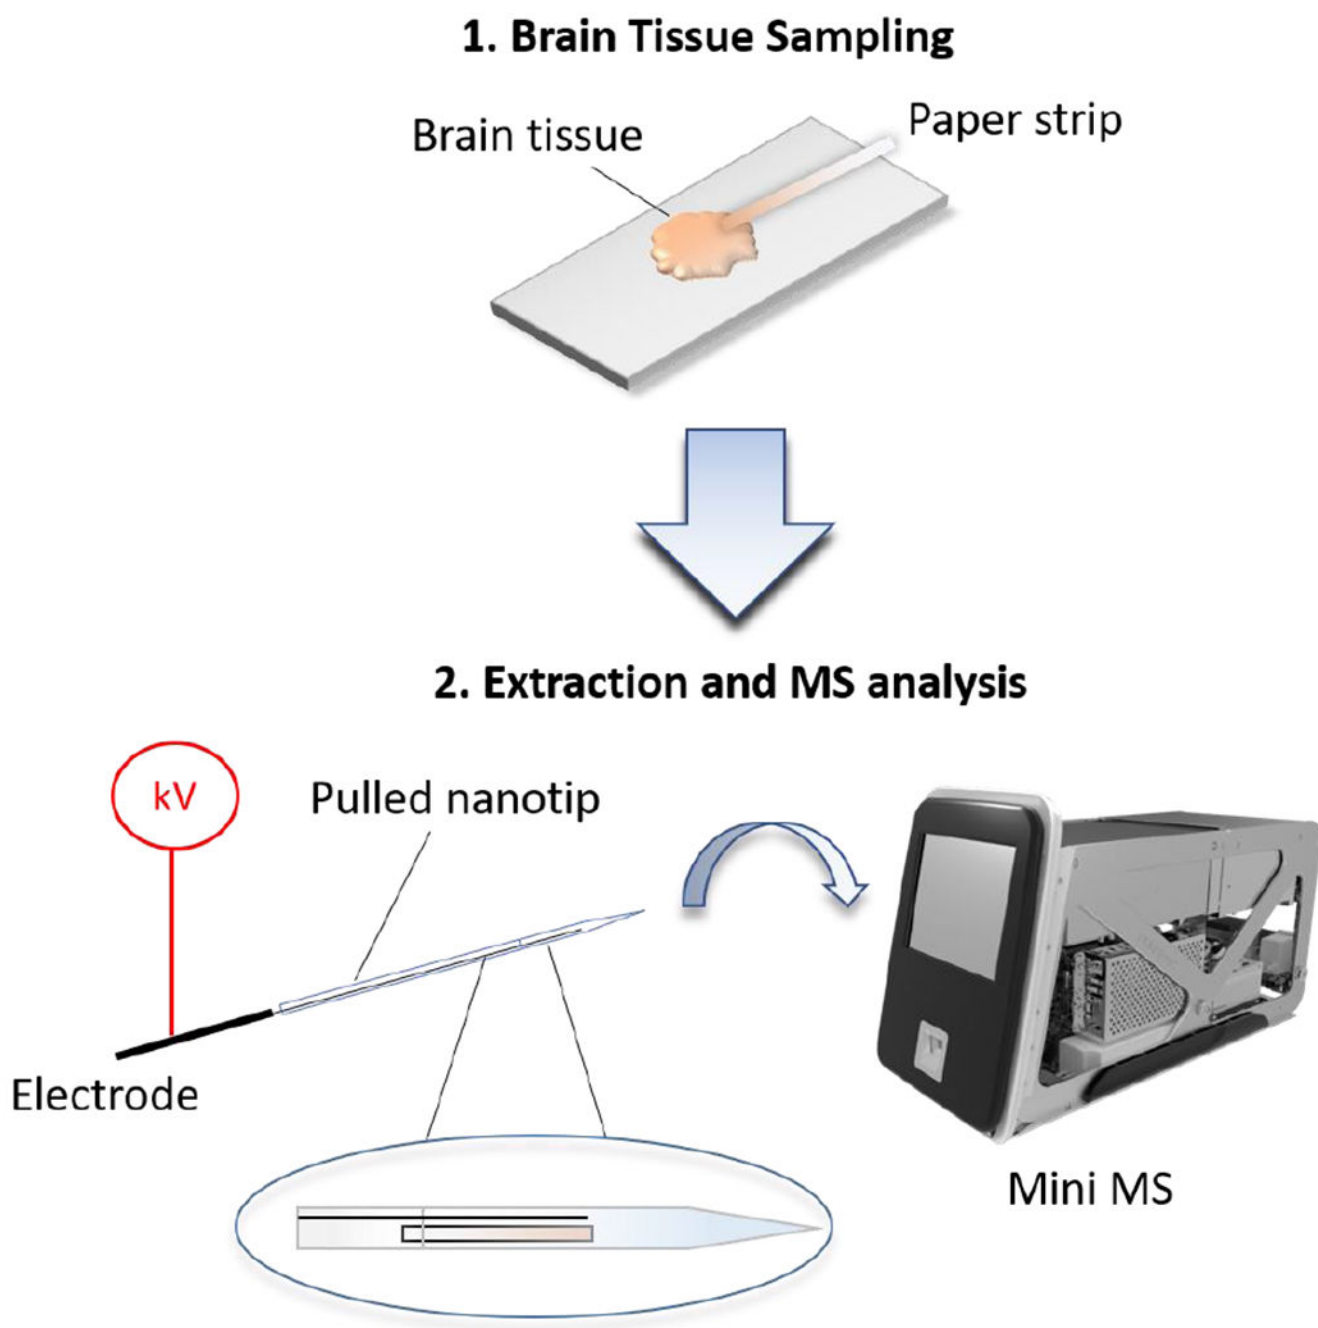 1. Brain Tissue Sampling
Brain tissue
Paper strip
2. Extraction and MS analysis
kV
Pulled nanotip
Electrode
Mini MS